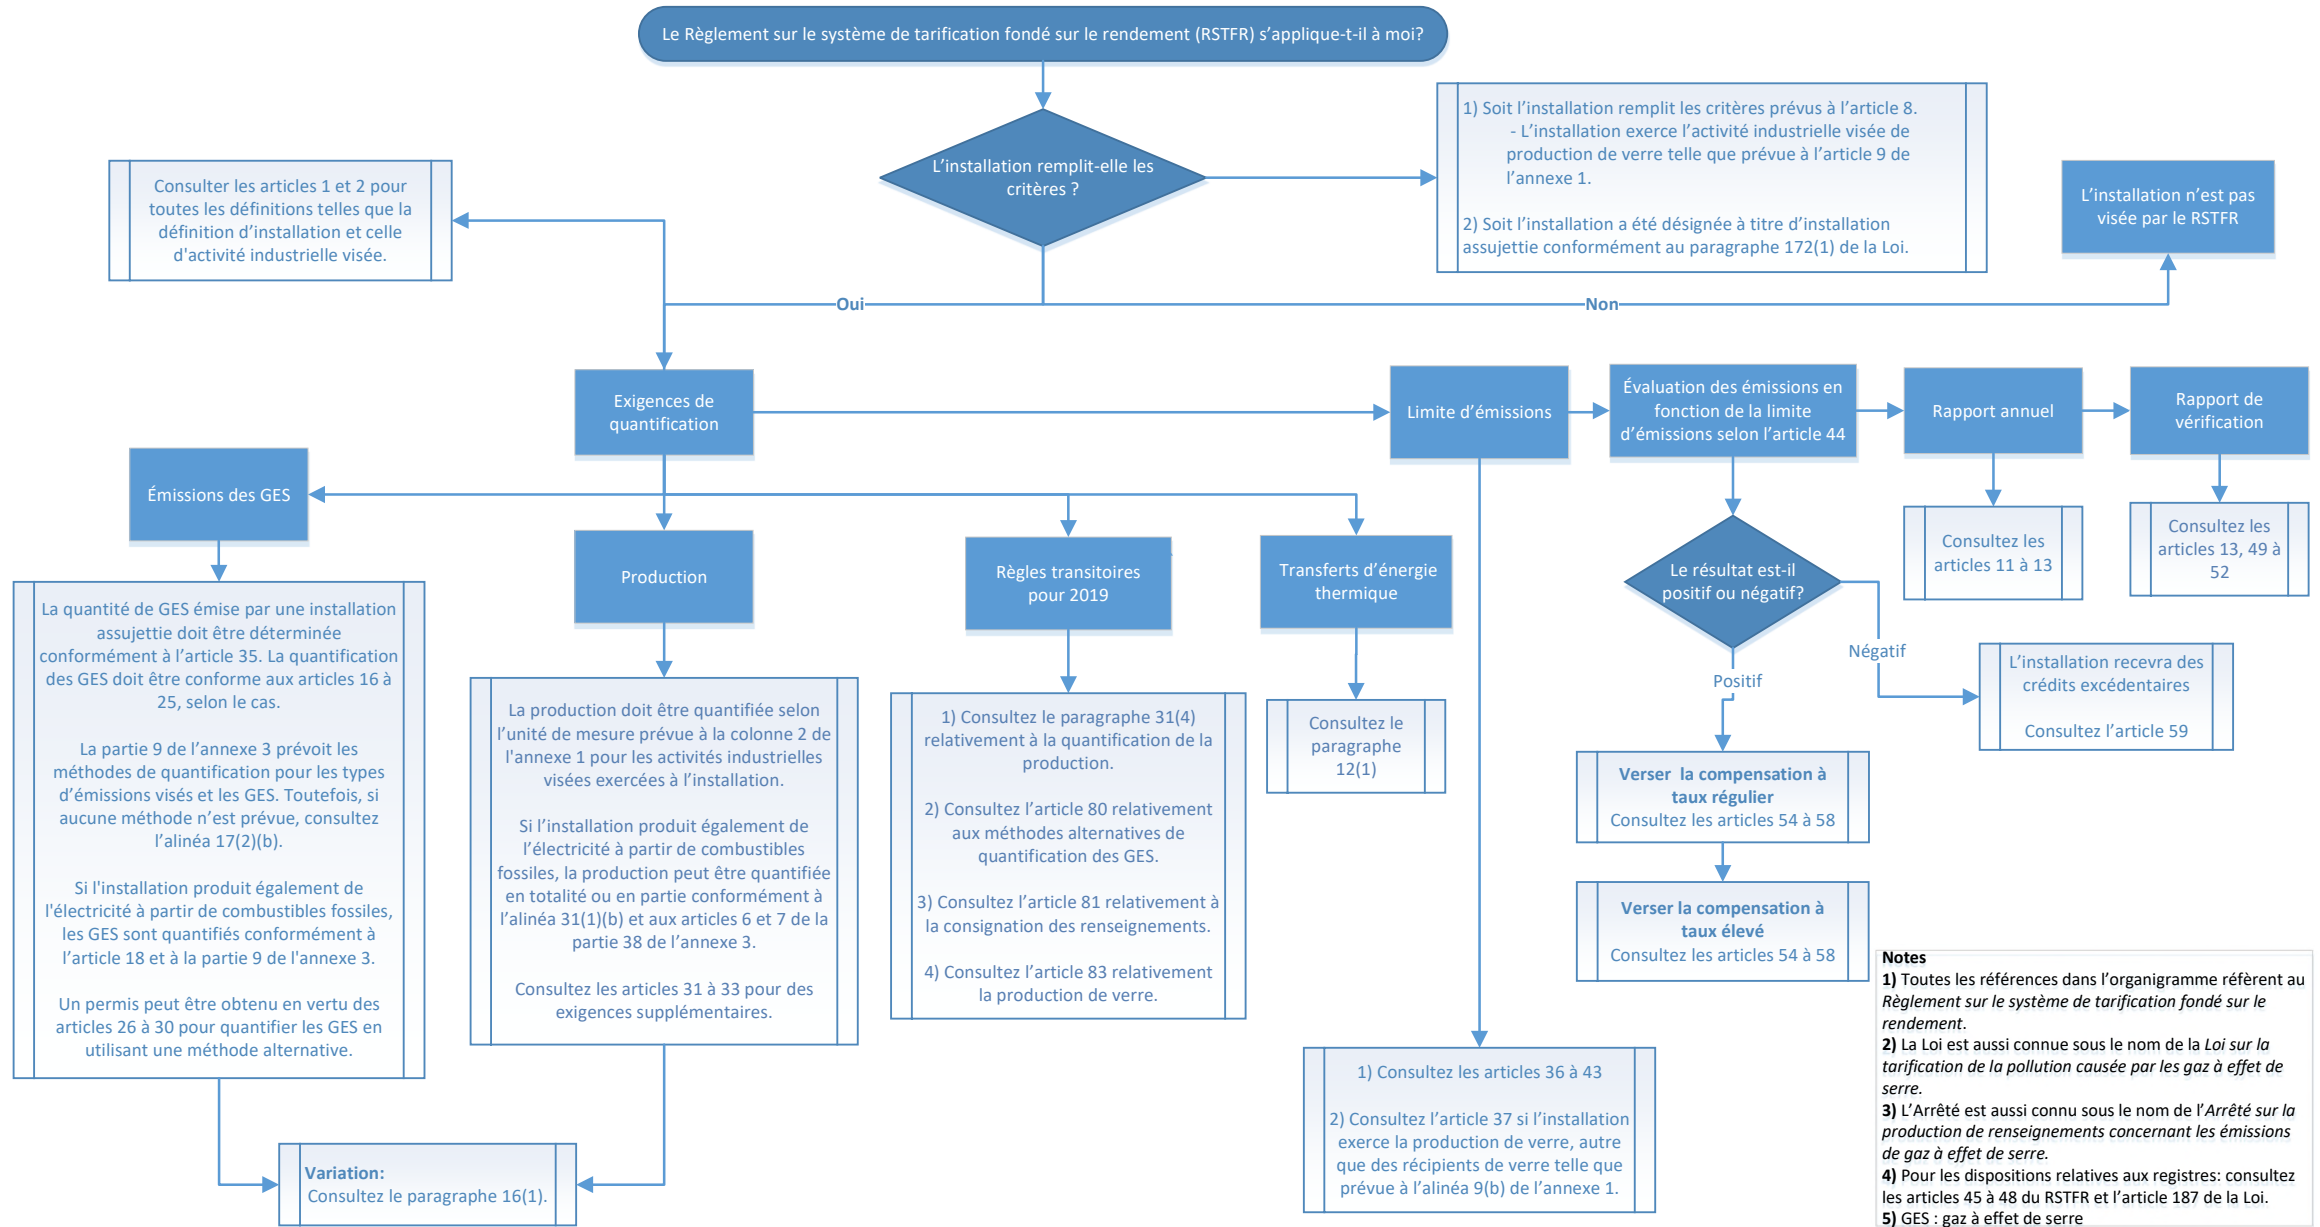 Le Règlement sur le système de tarification fondé sur le rendement (RSTFR) s'applique-t-il à moi?
L'installation remplit-elle les
critères ?
1) Soit l'installation remplit les critères prévus à l'article 8.
- L'installation exerce l'activité industrielle visée de
production de verre telle que prévue à l'article 9 de
l'annexe 1.
2) Soit l'installation a été désignée à titre d'installation
assujettie conformément au paragraphe 172(1) de la Loi.
L'installation n'est pas
visée par le RSTFR
Consulter les articles 1 et 2 pour
toutes les définitions telles que la
définition d'installation et celle
d'activité industrielle visée.
Oui
Non
Exigences de
quantification
Limite d'émissions
Évaluation des émissions en
fonction de la limite
d'émissions selon l'article 44
Rapport annuel
Rapport de
vérification
Émissions des GES
Production
Règles transitoires
pour 2019
Transferts d'énergie
thermique
Le résultat est-il
positif ou négatif?
Consultez les
articles 11 à 13
Consultez les
articles 13, 49 à
52
La quantité de GES émise par une installation
assujettie doit être déterminée
conformément à l'article 35. La quantification
des GES doit être conforme aux articles 16 à
25, selon le cas.
La partie 9 de l'annexe 3 prévoit les
méthodes de quantification pour les types
d'émissions visés et les GES. Toutefois, si
aucune méthode n'est prévue, consultez
l'alinéa 17(2)(b).
Si l'installation produit également de
l'électricité à partir de combustibles fossiles,
les GES sont quantifiés conformément à
l'article 18 et à la partie 9 de l'annexe 3.
Un permis peut être obtenu en vertu des
articles 26 à 30 pour quantifier les GES en
utilisant une méthode alternative.
La production doit être quantifiée selon
l'unité de mesure prévue à la colonne 2 de
l'annexe 1 pour les activités industrielles
visées exercées à l'installation.
Si l'installation produit également de
l'électricité à partir de combustibles
fossiles, la production peut être quantifiée
en totalité ou en partie conformément à
l'alinéa 31(1)(b) et aux articles 6 et 7 de la
partie 38 de l'annexe 3.
Consultez les articles 31 à 33 pour des
exigences supplémentaires.
1) Consultez le paragraphe 31(4)
relativement à la quantification de la
production.
2) Consultez l'article 80 relativement
aux méthodes alternatives de
quantification des GES.
3) Consultez l'article 81 relativement à
la consignation des renseignements.
4) Consultez l'article 83 relativement
la production de verre.
Consultez le
paragraphe
12(1)
Positif
Négatif
L'installation recevra des
crédits excédentaires
Consultez l'article 59
Verser la compensation à
taux régulier
Consultez les articles 54 à 58
Verser la compensation à
taux élevé
Consultez les articles 54 à 58
1) Consultez les articles 36 à 43
2) Consultez l'article 37 si l'installation
exerce la production de verre, autre
que des récipients de verre telle que
prévue à l'alinéa 9(b) de l'annexe 1.
Variation:
Consultez le paragraphe 16(1).
Notes
1) Toutes les références dans l'organigramme réfèrent au
Règlement sur le système de tarification fondé sur le
rendement.
2) La Loi est aussi connue sous le nom de la Loi sur la
tarification de la pollution causée par les gaz à effet de
serre.
3) L'Arrêté est aussi connu sous le nom de l'Arrêté sur la
production de renseignements concernant les émissions
de gaz à effet de serre.
4) Pour les dispositions relatives aux registres: consultez
les articles 45 à 48 du RSTFR et l'article 187 de la Loi.
5) GES : gaz à effet de serre